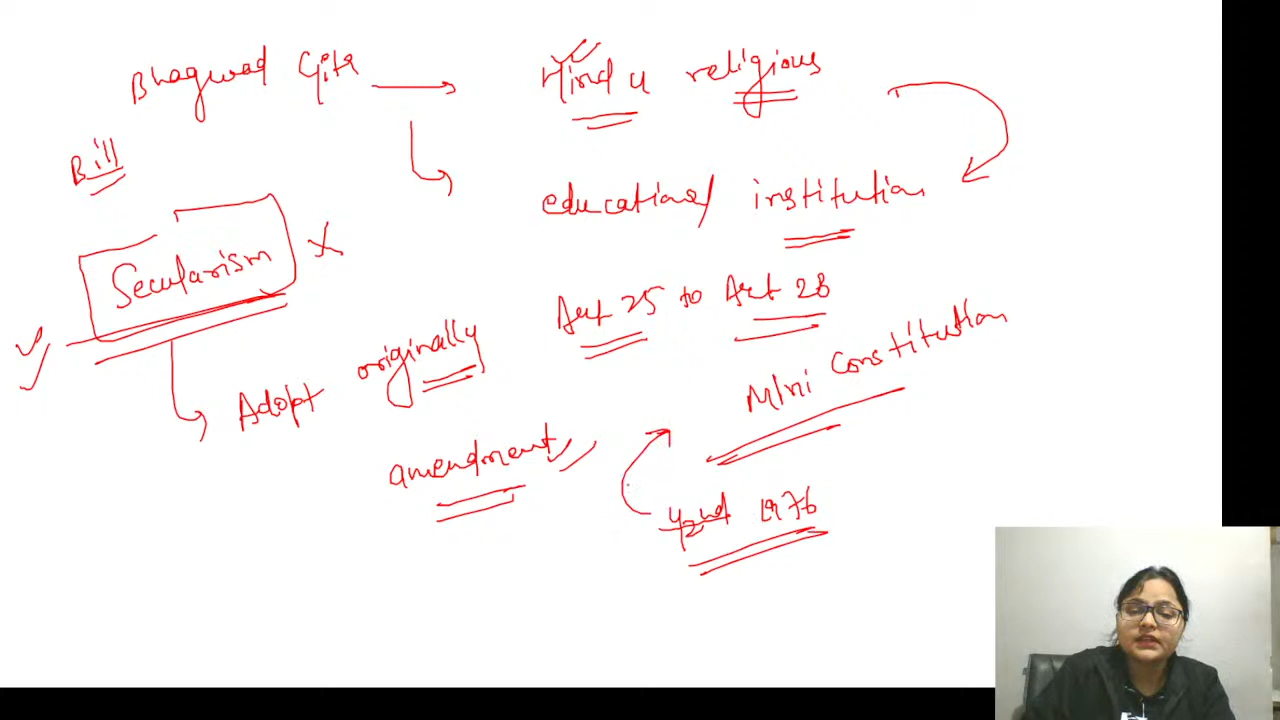 Bhagwad Gita → Hindu religious
Bill
educational institution
Secularism X
Art 25 to Art 28
Adopt originally
Mini Constitution
amendment
42nd 1976